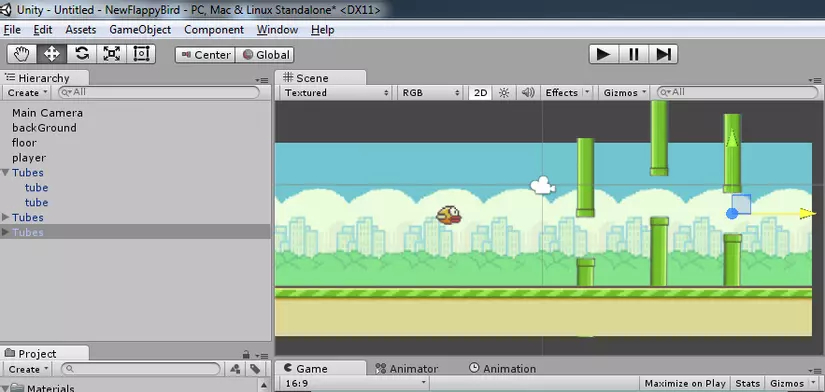 Unity - Untitled - NewFlappyBird - PC, Mac & Linux Standalone* <DX11>
File Edit Assets GameObject Component Window Help
Center Global
Hierarchy
Create All
Main Camera
backGround
floor
player
Tubes
tube
tube
Tubes
Tubes
Scene
Textured RGB 2D Effects Gizmos All
Project
Create
Materials
Game Animator Animation
16:9 Maximize on Play Stats Gizmos